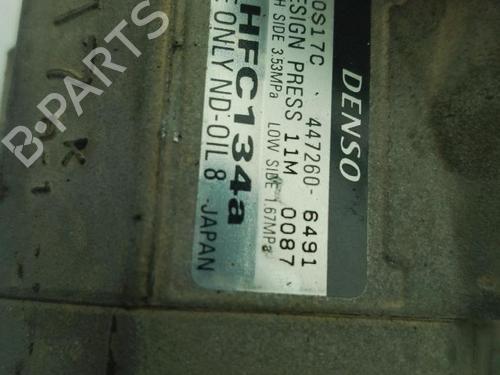 DENSO
0S17C 447260-6491
ESIGN PRESS 11M 0087
H SIDE 3.53MPa LOW SIDE 1.67MPa
HFC134a
E ONLY ND-OIL 8 JAPAN
B-PARTS